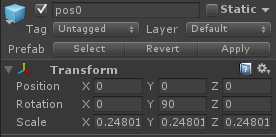 pos0 Static
Tag Untagged Layer Default
Prefab Select Revert Apply
Transform
Position X 0 Y 0 Z 0
Rotation X 0 Y 90 Z 0
Scale X 0.24801 Y 0.24801 Z 0.24801